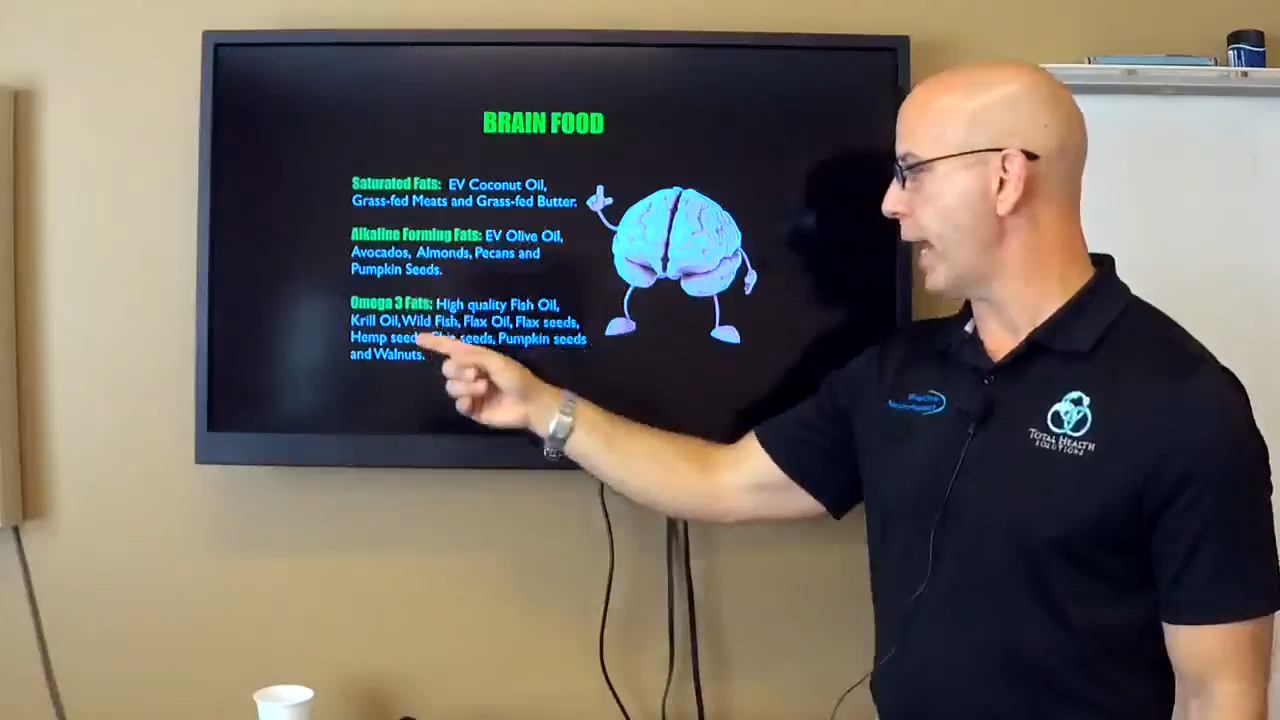 BRAIN FOOD
Saturated Fats: EV Coconut Oil,
Grass-fed Meats and Grass-fed Butter.
Alkaline Forming Fats: EV Olive Oil,
Avocados, Almonds, Pecans and
Pumpkin Seeds.
Omega 3 Fats: High quality Fish Oil,
Krill Oil, Wild Fish, Flax Oil, Flax seeds,
Hemp seeds, seeds, Pumpkin seeds
and Walnuts.
TOTAL HEALTH
SOLUTIONS